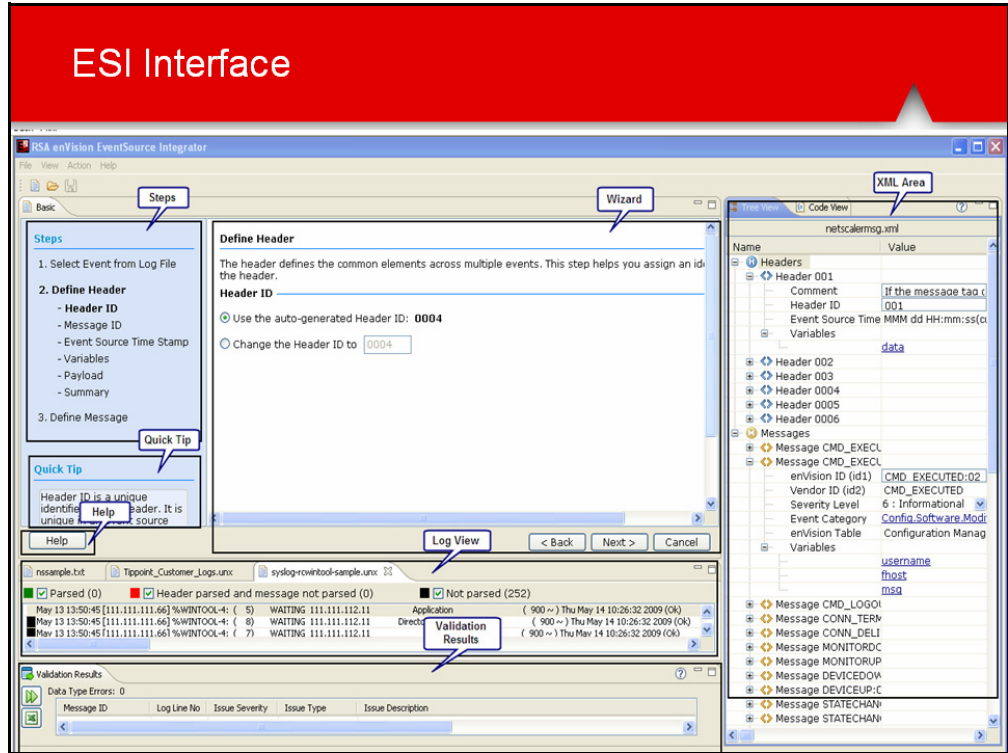 ESI Interface
RSA enVision EventSource Integrator
File View Action Help
Basic
Steps
Wizard
XML Area
Steps
1. Select Event from Log File
2. Define Header
- Header ID
- Message ID
- Event Source Time Stamp
- Variables
- Payload
- Summary
3. Define Message
Quick Tip
Quick Tip
Header ID is a unique
Help
Help
Define Header
The header defines the common elements across multiple events. This step helps you assign an
the header.
Header ID
Use the auto-generated Header ID: 0004
Change the Header ID to 0004
< Back Next > Cancel
Tree View Code View
netscalermsg.xml
Name Value
Headers
Header 001
Comment If the message tag
Header ID 001
Event Source Time MMM dd HH:mm:ss
Variables
data
Header 002
Header 003
Header 0004
Header 0005
Header 0006
Messages
Message CMD_EXECU
Message CMD_EXECU
enVision ID (id1) CMD_EXECUTED:02
Vendor ID (id2) CMD_EXECUTED
Severity Level 6 : Informational
Event Category Config.Software.Modi
enVision Table Configuration Manag
Variables
username
fhost
msg
Message CMD_LOGOU
Message CONN_TERM
Message CONN_DELI
Message MONITORDO
Message MONITORUP
Message DEVICEDOW
Message DEVICEUP:
Message STATECHAN
Message STATECHAN
Log View
nssample.txt Tippoint_Customer_Logs.unx syslog-rcwintool-sample.unx
Parsed (0) Header parsed and message not parsed (0) Not parsed (252)
May 13 13:50:45 [111.111.111.66] %WINTOOL-4: ( 5) WAITING 111.111.112.11 Application ( 900 ~ ) Thu May 14 10:26:32 2009 (Ok)
May 13 13:50:45 [111.111.111.66] %WINTOOL-4: ( 8) WAITING 111.111.112.11 ( 900 ~ ) Thu May 14 10:26:32 2009 (Ok)
May 13 13:50:45 [111.111.111.66] %WINTOOL-4: ( 7) WAITING 111.111.112.11 ( 900 ~ ) Thu May 14 10:26:32 2009 (Ok)
Validation
Results
Validation Results
Data Type Errors: 0
Message ID Log Line No Issue Severity Issue Type Issue Description